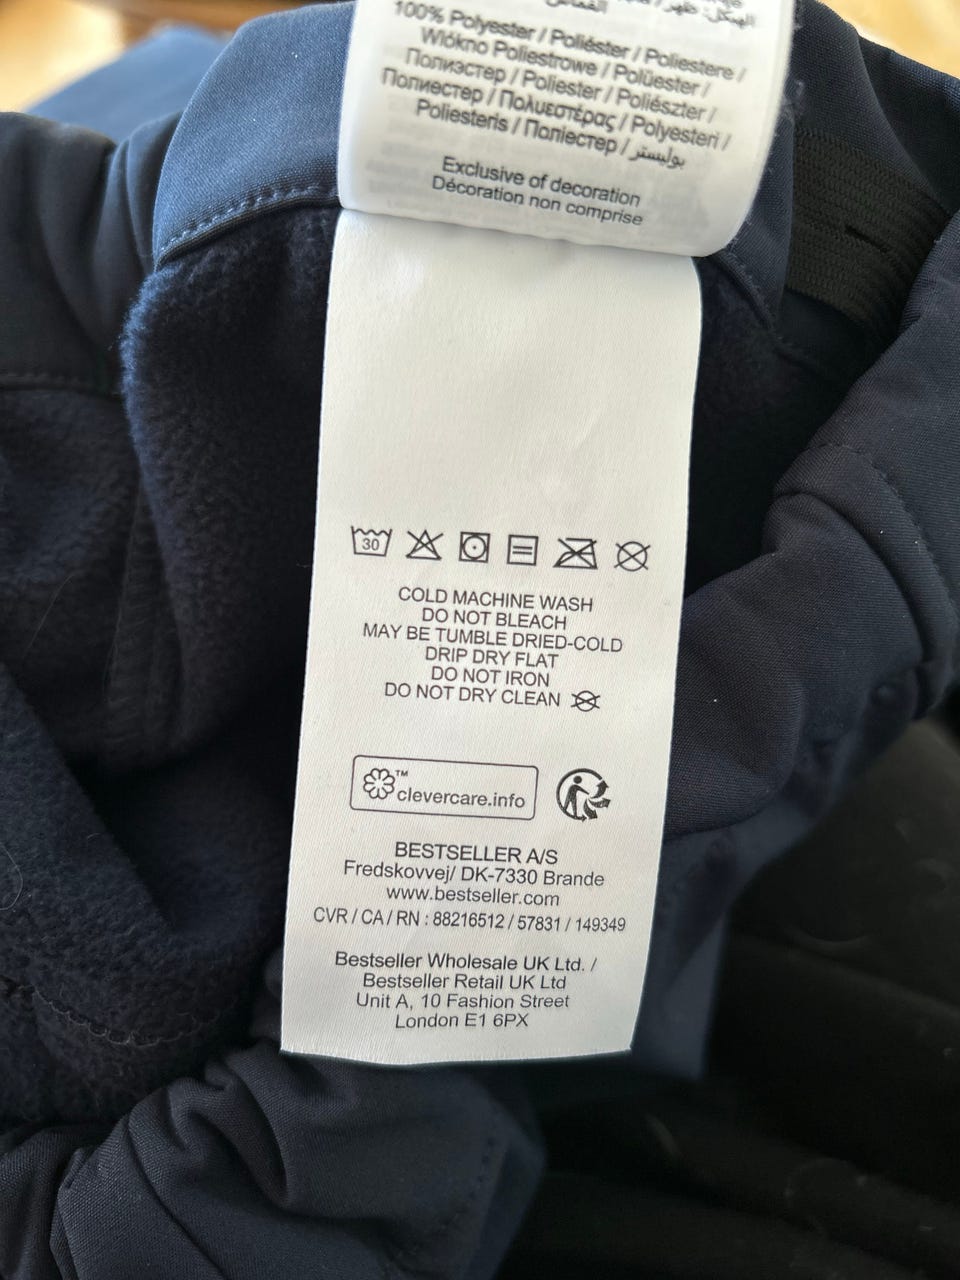 الهيكل: ظهر/
القماش:
100% Polyester / Poliéster / Poliestere /
Włókno Poliestrowe / Polüester /
Полиэстер / Poliester / Poliészter /
Полиестер / Πολυεστέρας / Polyesteri /
Poliesteris / Поліестер / بوليستر
Exclusive of decoration
Décoration non comprise
30
COLD MACHINE WASH
DO NOT BLEACH
MAY BE TUMBLE DRIED-COLD
DRIP DRY FLAT
DO NOT IRON
DO NOT DRY CLEAN
™
clevercare.info
BESTSELLER A/S
Fredskovvej/ DK-7330 Brande
www.bestseller.com
CVR / CA / RN : 88216512 / 57831 / 149349
Bestseller Wholesale UK Ltd. /
Bestseller Retail UK Ltd
Unit A, 10 Fashion Street
London E1 6PX